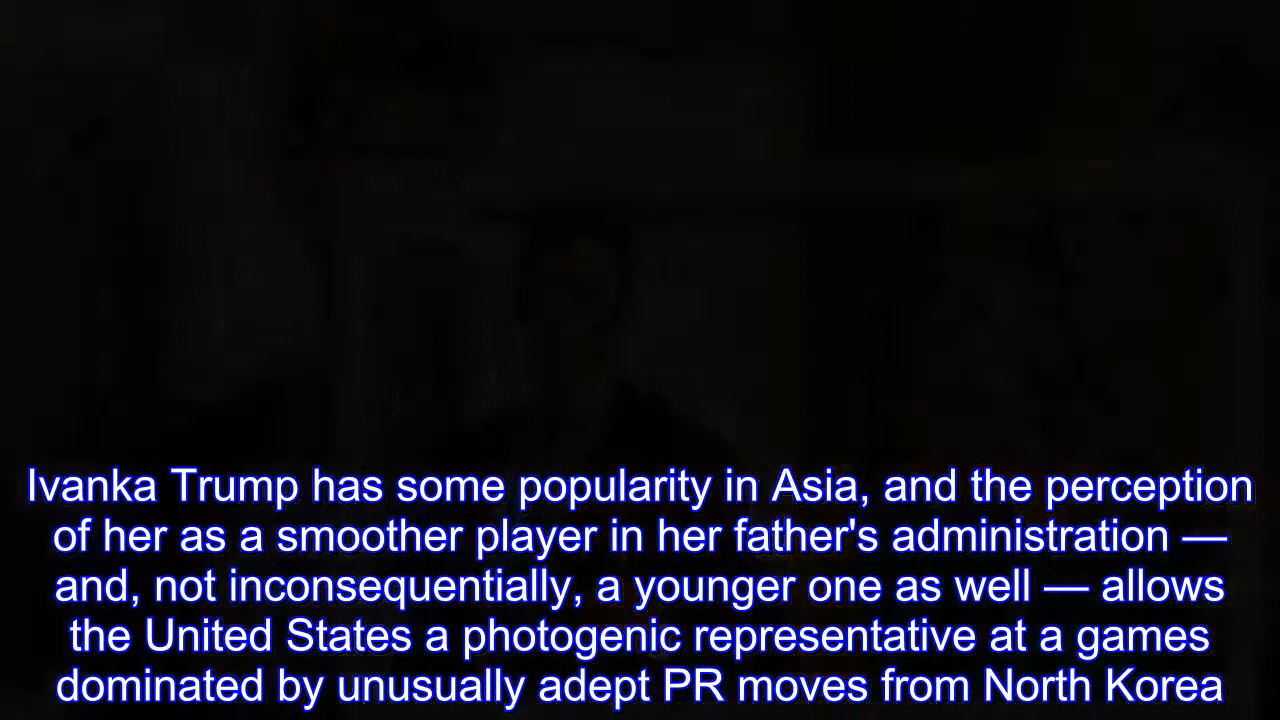 Ivanka Trump has some popularity in Asia, and the perception
of her as a smoother player in her father's administration —
and, not inconsequentially, a younger one as well — allows
the United States a photogenic representative at a games
dominated by unusually adept PR moves from North Korea